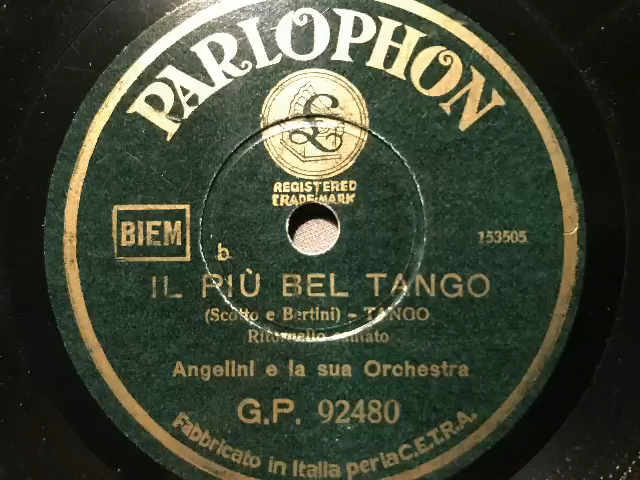 PARLOPHON
£
REGISTERED
TRADE MARK
BIEM
153505
b
IL PIÙ BEL TANGO
(Scotto e Bertini) - TANGO
Ritornello cantato
Angelini e la sua Orchestra
G.P. 92480
Fabbricato in Italia per la C.E.T.R.A.